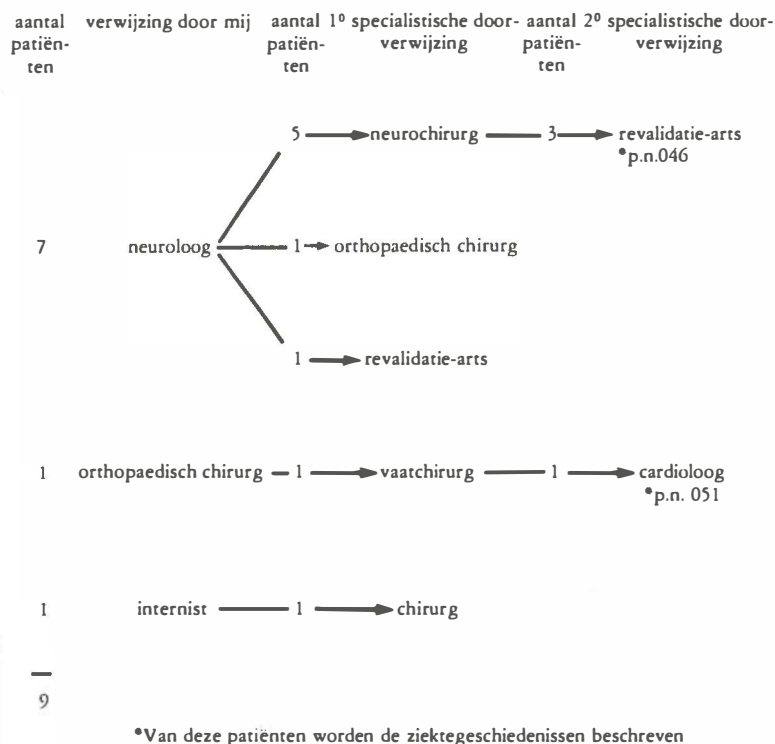 aantal verwijzing door mij aantal 1⁰ specialistische door- aantal 2⁰ specialistische door-
patiën- patiën- verwijzing patiën- verwijzing
ten ten ten
5 neurochirurg 3 revalidatie-arts
*p.n.046
7 neuroloog 1 orthopaedisch chirurg
1 revalidatie-arts
1 orthopaedisch chirurg 1 vaatchirurg 1 cardioloog
*p.n. 051
1 internist 1 chirurg
9
*Van deze patiënten worden de ziektegeschiedenissen beschreven